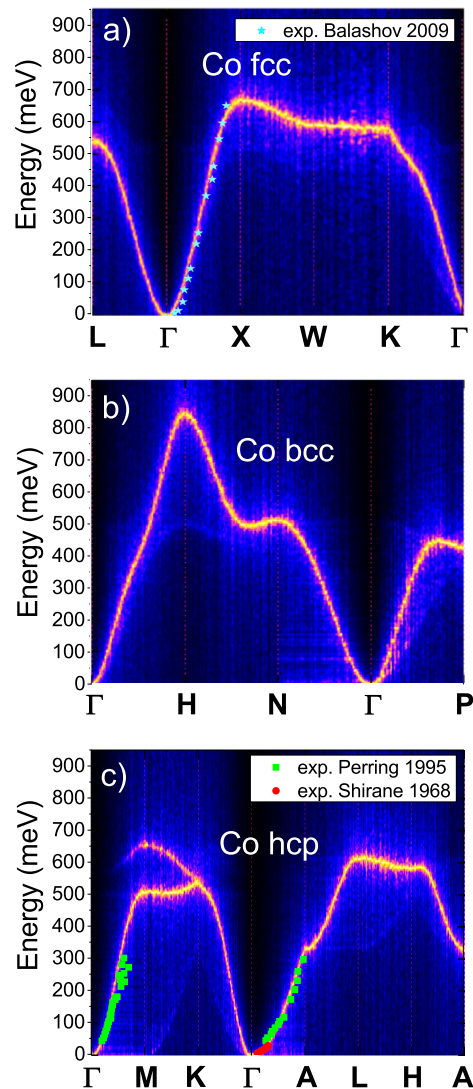 a)
exp. Balashov 2009
Co fcc
Energy (meV)
900
800
700
600
500
400
300
200
100
0
L Γ X W K Γ
b)
Co bcc
Energy (meV)
900
800
700
600
500
400
300
200
100
0
Γ H N Γ P
c)
exp. Perring 1995
exp. Shirane 1968
Co hcp
Energy (meV)
900
800
700
600
500
400
300
200
100
0
Γ M K Γ A L H A